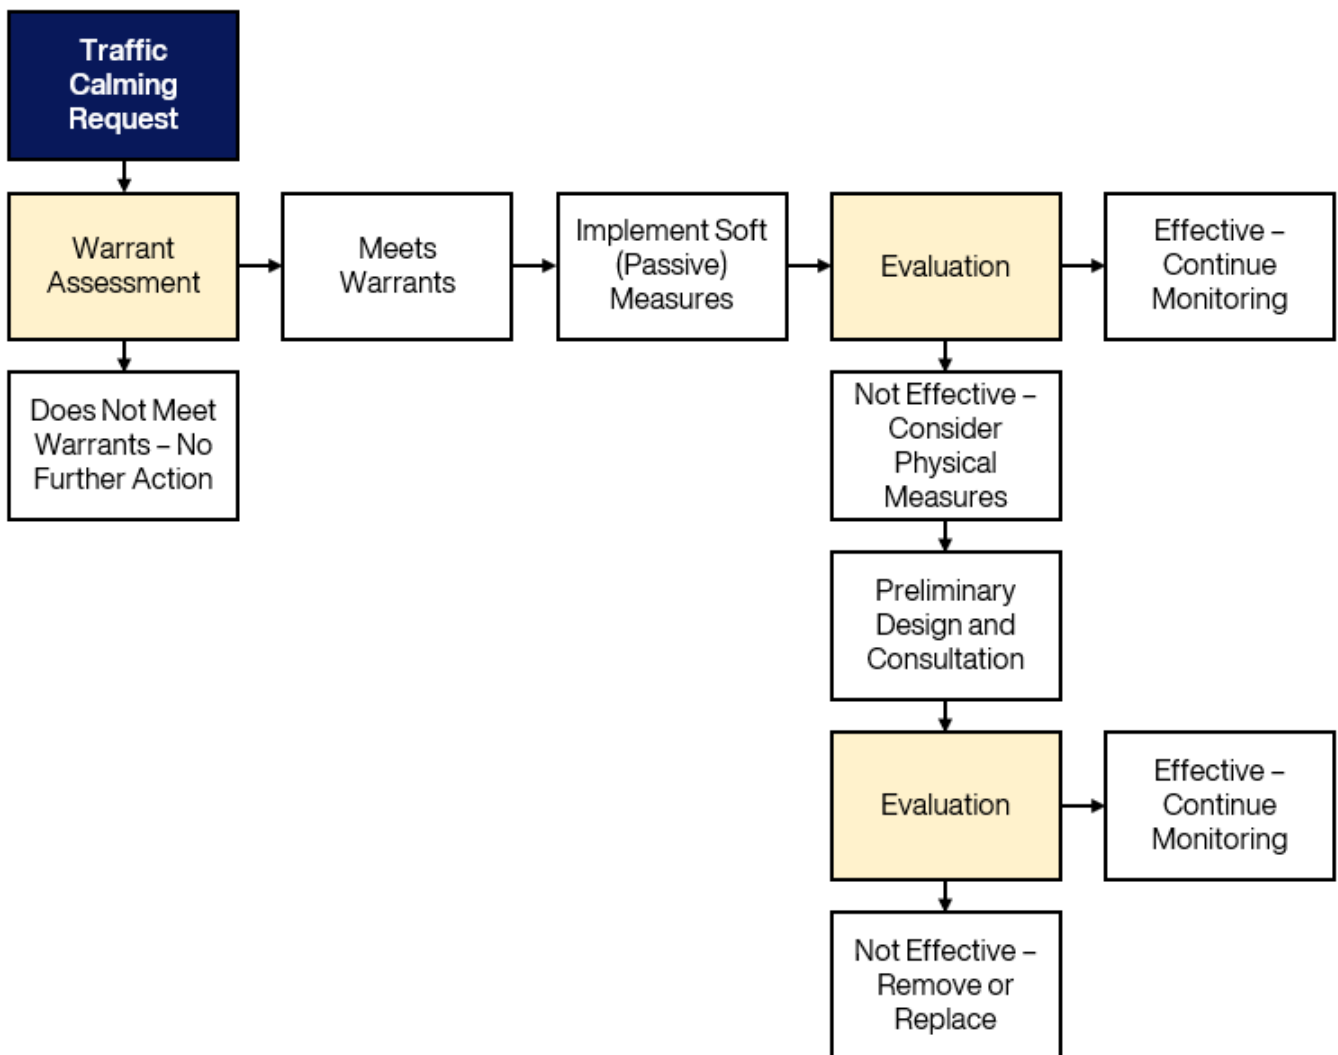 Traffic
Calming
Request
Warrant
Assessment
Meets
Warrants
Implement Soft
(Passive)
Measures
Evaluation
Effective –
Continue
Monitoring
Does Not Meet
Warrants – No
Further Action
Not Effective –
Consider
Physical
Measures
Preliminary
Design and
Consultation
Evaluation
Effective –
Continue
Monitoring
Not Effective –
Remove or
Replace